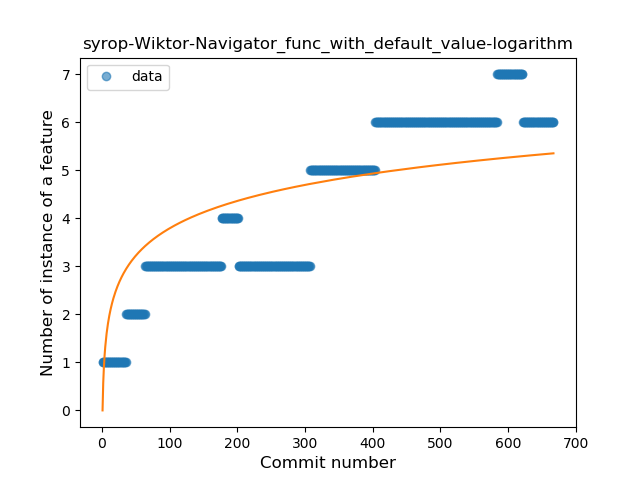 syrop-Wiktor-Navigator_func_with_default_value-logarithm
data
Number of instance of a feature
7
6
5
4
3
2
1
0
0 100 200 300 400 500 600 700
Commit number